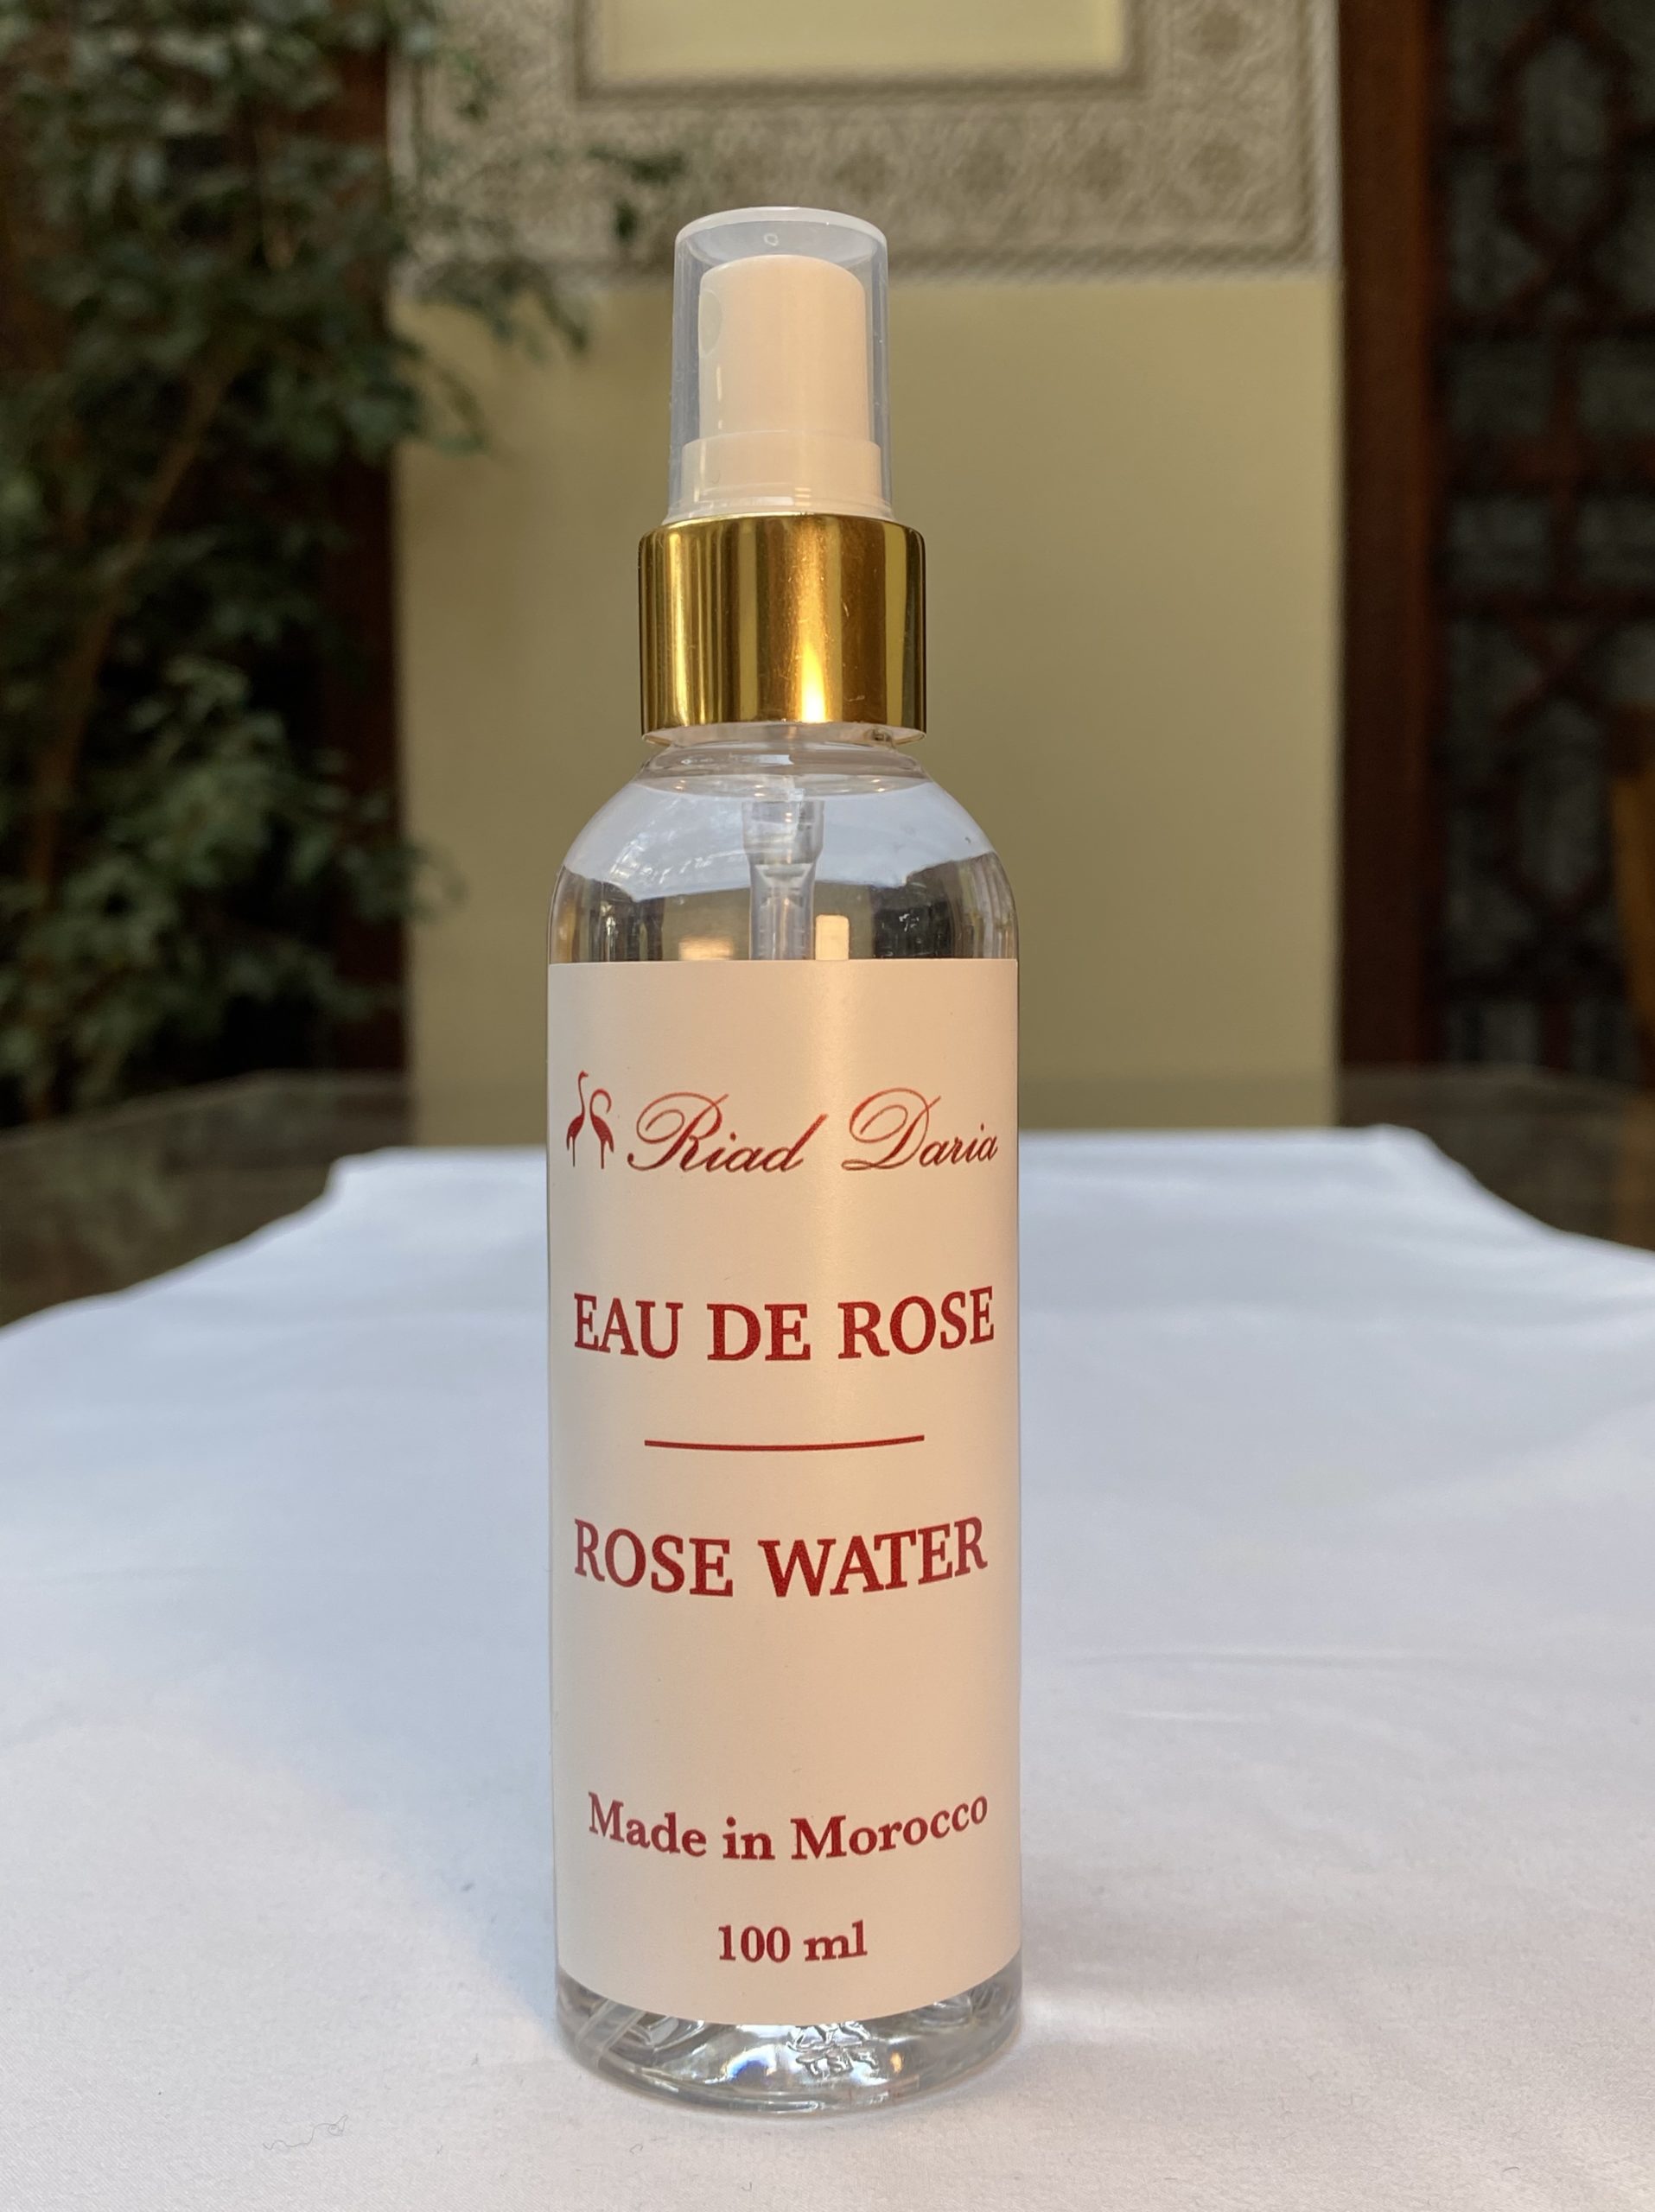 Riad Daria
EAU DE ROSE
ROSE WATER
Made in Morocco
100 ml